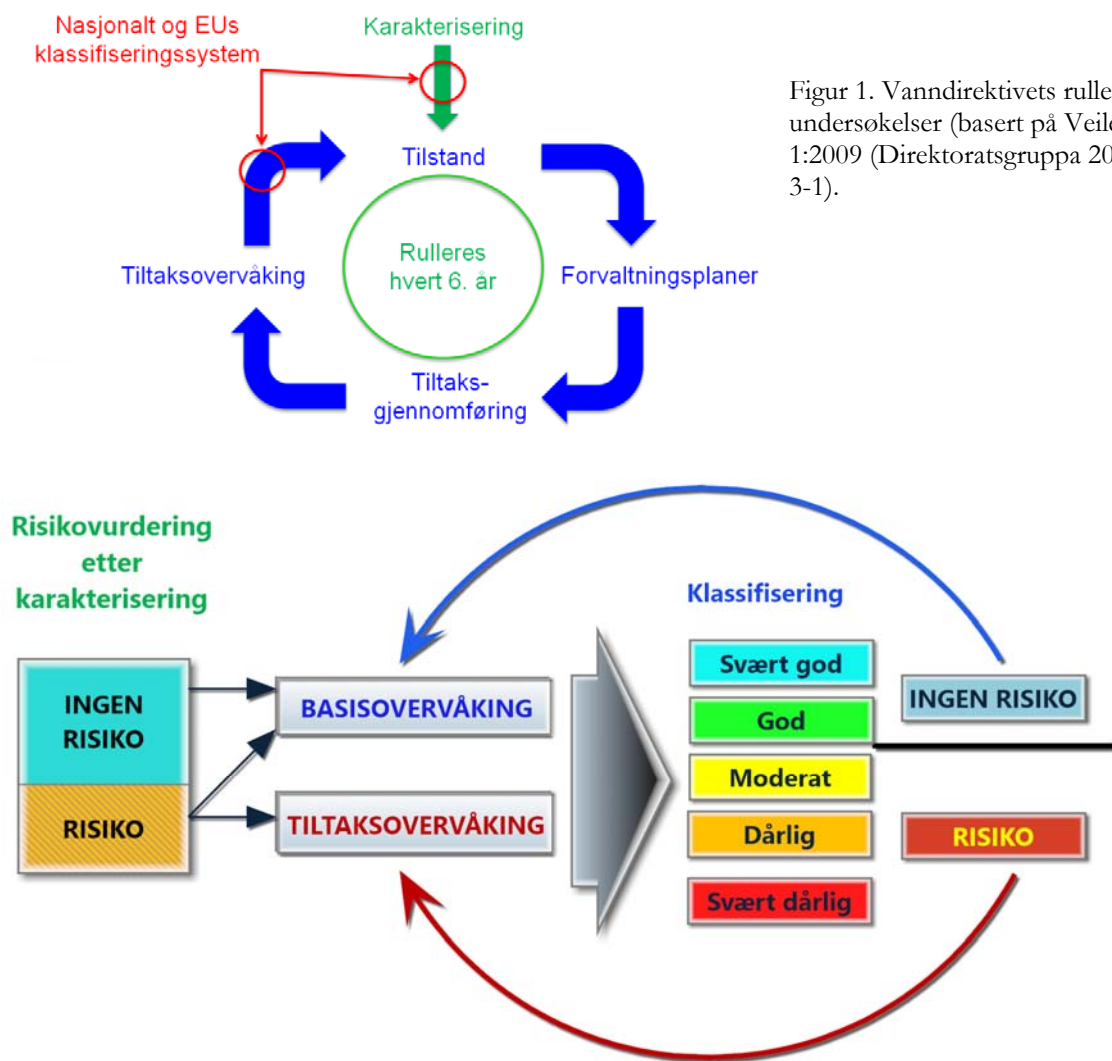 Nasjonalt og EUs
klassifiseringssystem
Karakterisering
Tilstand
Rulleres
hvert 6. år
Tiltaksovervåking
Forvaltningsplaner
Tiltaks-
gjennomføring
Figur 1. Vanndirektivets rulle
undersøkelser (basert på Veile
1:2009 (Direktoratsgruppa 20
3-1).
Risikovurdering
etter
karakterisering
INGEN
RISIKO
RISIKO
BASISOVERVÅKING
TILTAKSOVERVÅKING
Klassifisering
Svært god
God
Moderat
Dårlig
Svært dårlig
INGEN RISIKO
RISIKO